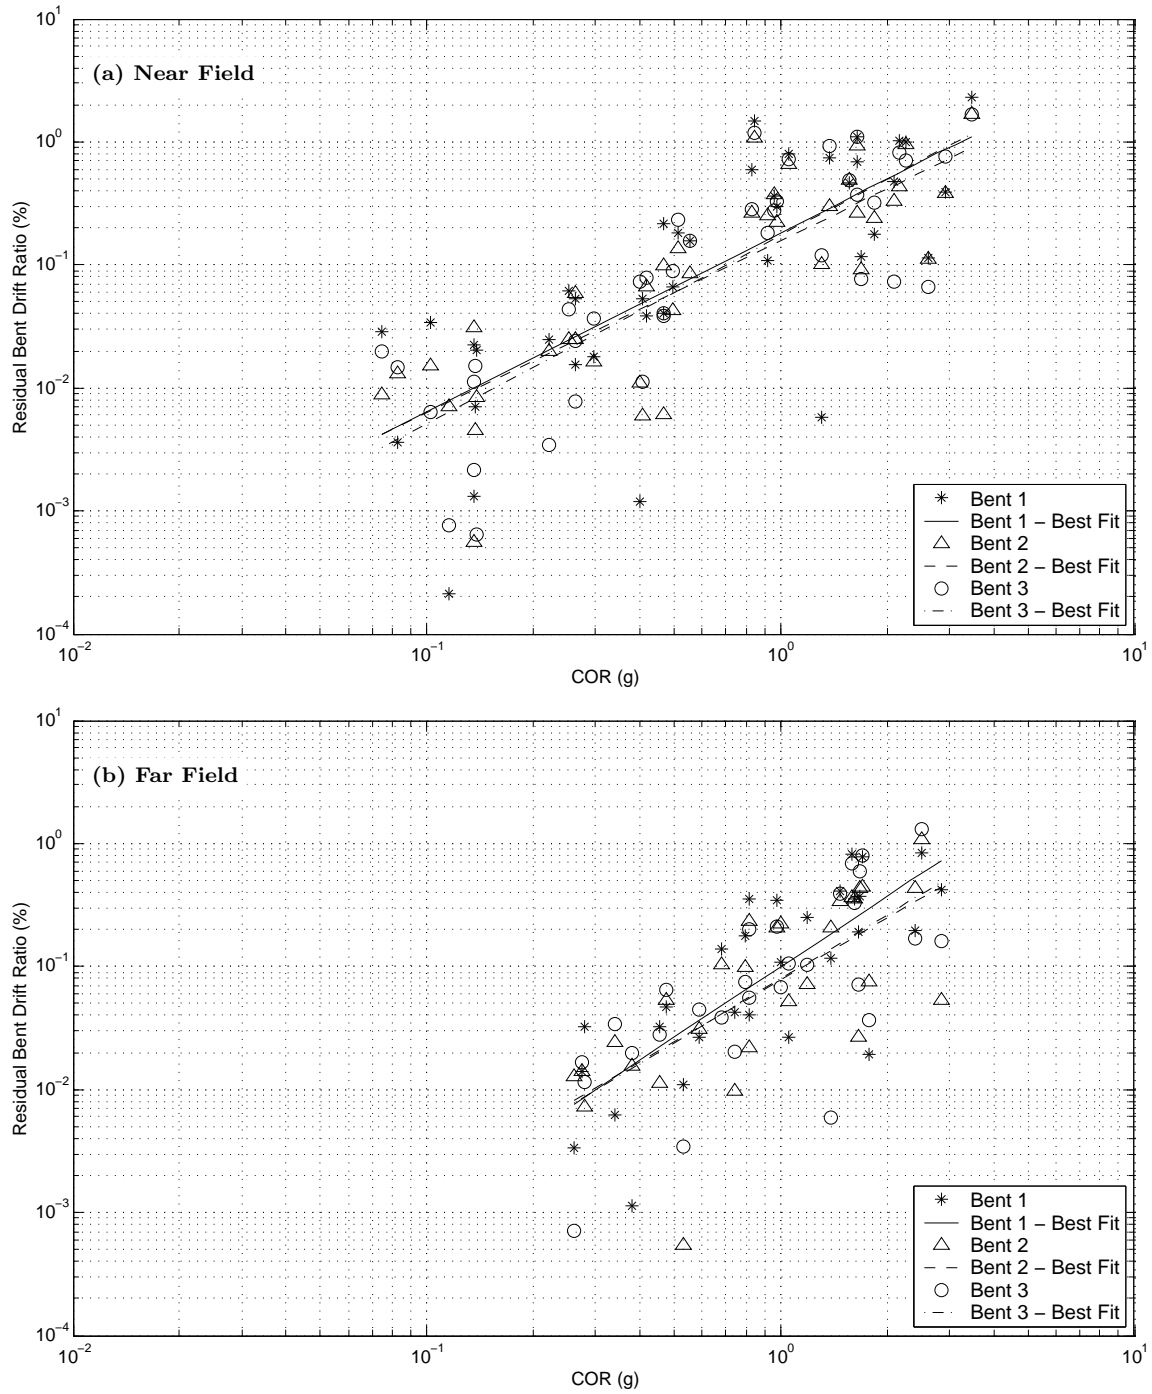 (a) Near Field
10^1
10^0
10^−1
10^−2
10^−3
10^−4
Residual Bent Drift Ratio (%)
Bent 1
Bent 1 – Best Fit
Bent 2
Bent 2 – Best Fit
Bent 3
Bent 3 – Best Fit
10^−2
10^−1
10^0
10^1
COR (g)
(b) Far Field
10^1
10^0
10^−1
10^−2
10^−3
10^−4
Residual Bent Drift Ratio (%)
Bent 1
Bent 1 – Best Fit
Bent 2
Bent 2 – Best Fit
Bent 3
Bent 3 – Best Fit
10^−2
10^−1
10^0
10^1
COR (g)